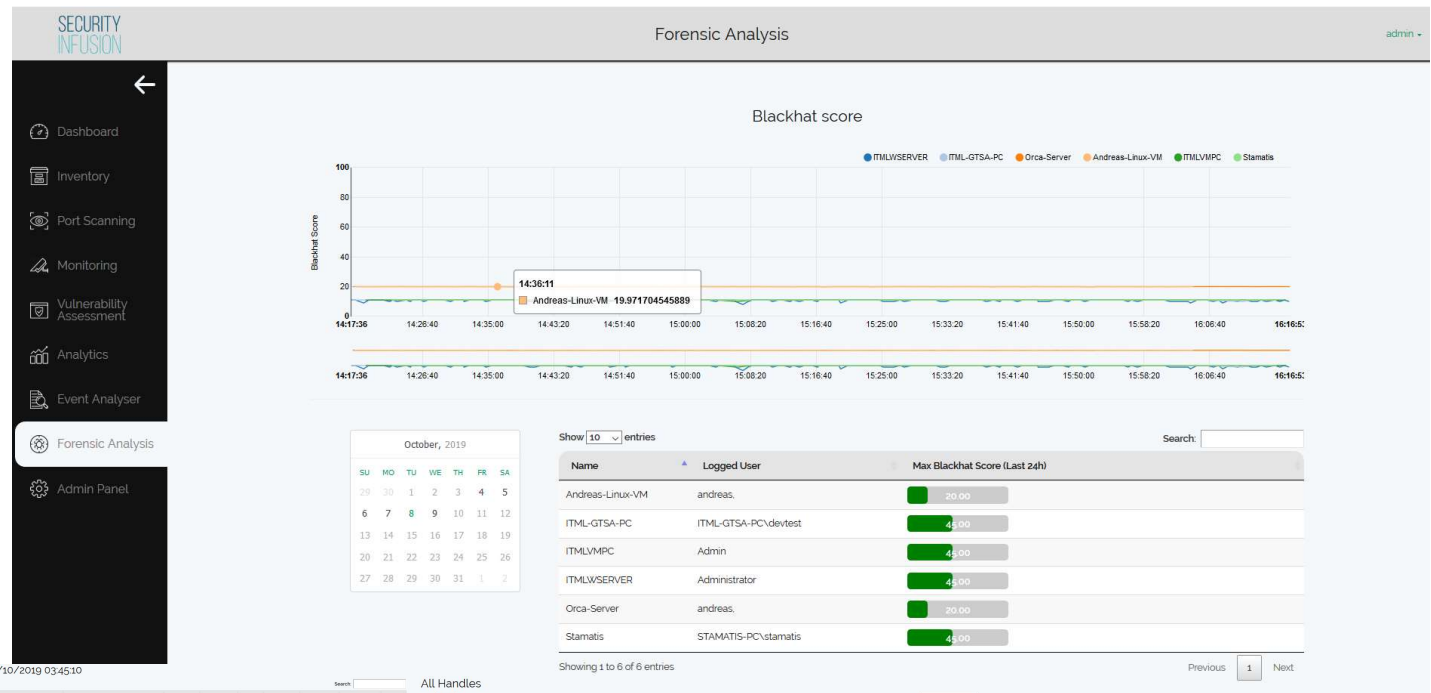 SECURITY
INFUSION
Forensic Analysis
admin
Dashboard
Inventory
Port Scanning
Monitoring
Vulnerability
Assessment
Analytics
Event Analyser
Forensic Analysis
Admin Panel
Blackhat score
ITMLWSERVER ITML-GTSA-PC Orca-Server Andreas-Linux-VM ITMLVMPC Stamatis
Blackhat Score
100
80
60
40
20
0
14:36:11
Andreas-Linux-VM 19.971704545889
14:17:36 14:26:40 14:35:00 14:43:20 14:51:40 15:00:00 15:08:20 15:16:40 15:25:00 15:33:20 15:41:40 15:50:00 15:58:20 16:06:40 16:16:53
14:17:36 14:26:40 14:35:00 14:43:20 14:51:40 15:00:00 15:08:20 15:16:40 15:25:00 15:33:20 15:41:40 15:50:00 15:58:20 16:06:40 16:16:53
October, 2019
SU MO TU WE TH FR SA
29 30 1 2 3 4 5
6 7 8 9 10 11 12
13 14 15 16 17 18 19
20 21 22 23 24 25 26
27 28 29 30 31 1 2
Show 10 entries
Search:
Name Logged User Max Blackhat Score (Last 24h)
Andreas-Linux-VM andreas, 20.00
ITML-GTSA-PC ITML-GTSA-PC\devtest 45.00
ITMLVMPC Admin 45.00
ITMLWSERVER Administrator 45.00
Orca-Server andreas, 20.00
Stamatis STAMATIS-PC\stamatis 45.00
Showing 1 to 6 of 6 entries
Previous 1 Next
/10/2019 03:45:10
Search:
All Handles